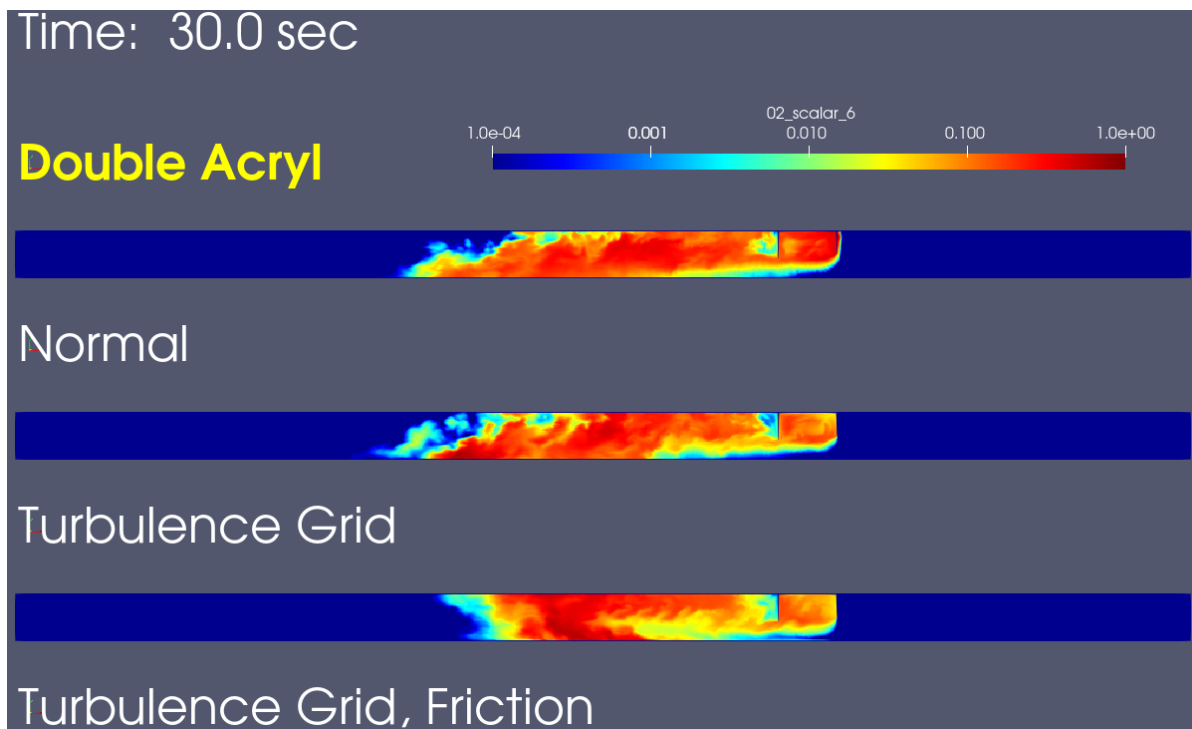 Time: 30.0 sec
02_scalar_6
1.0e-04 0.001 0.010 0.100 1.0e+00
Double Acryl
Normal
Turbulence Grid
Turbulence Grid, Friction